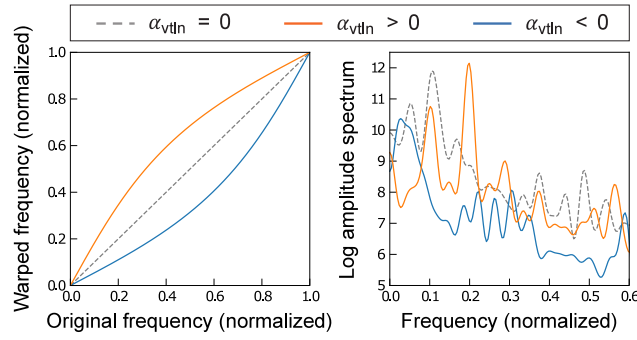 α_vtln = 0 α_vtln > 0 α_vtln < 0
Warped frequency (normalized)
1.0
0.8
0.6
0.4
0.2
0.0
0.0 0.2 0.4 0.6 0.8 1.0
Original frequency (normalized)
Log amplitude spectrum
12
11
10
9
8
7
6
5
0.0 0.1 0.2 0.3 0.4 0.5 0.6
Frequency (normalized)